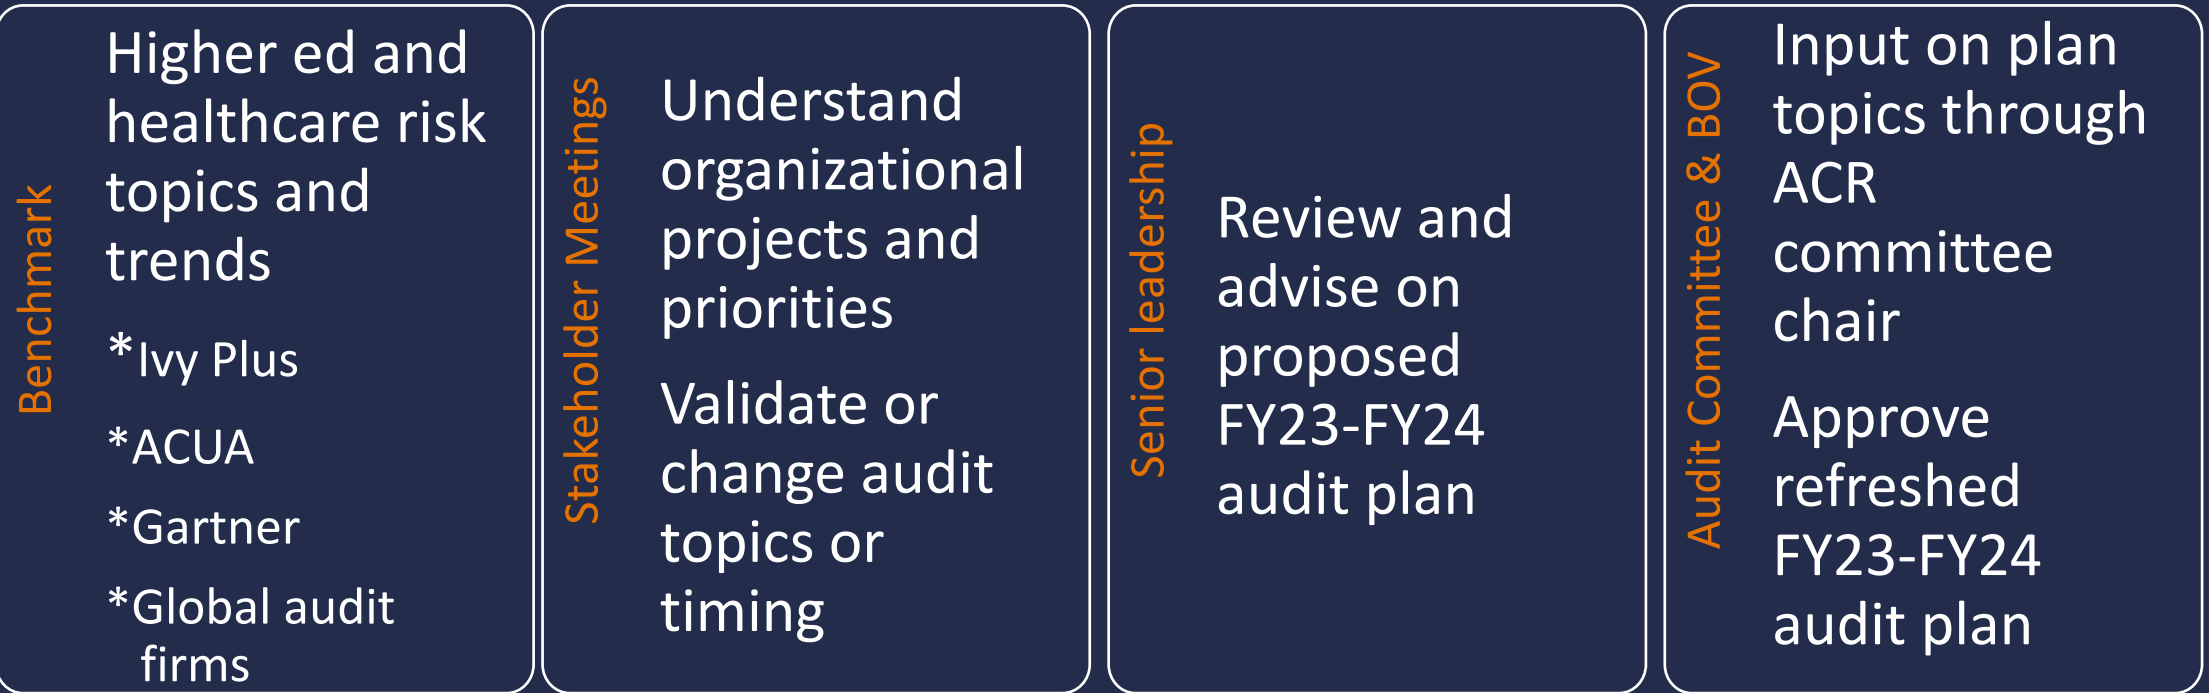 Benchmark
Higher ed and
healthcare risk
topics and
trends
*Ivy Plus
*ACUA
*Gartner
*Global audit
firms
Stakeholder Meetings
Understand
organizational
projects and
priorities
Validate or
change audit
topics or
timing
Senior leadership
Review and
advise on
proposed
FY23-FY24
audit plan
Audit Committee & BOV
Input on plan
topics through
ACR
committee
chair
Approve
refreshed
FY23-FY24
audit plan